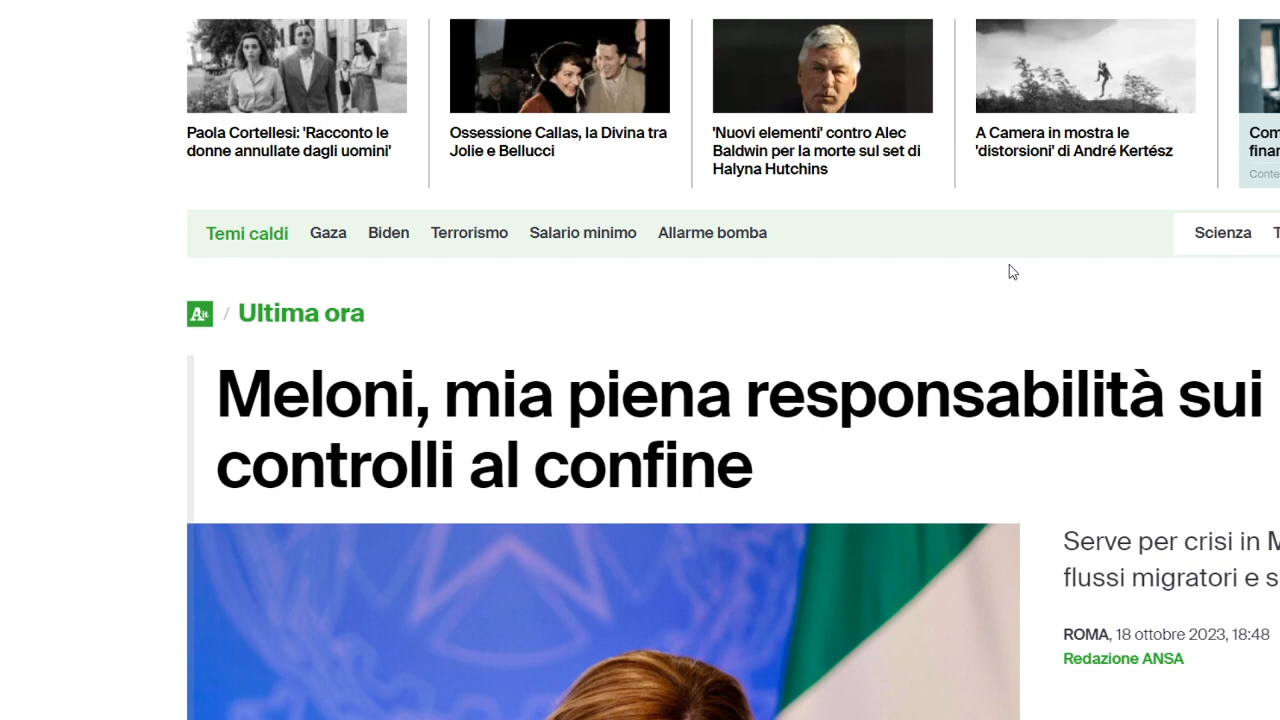 Paola Cortellesi: 'Racconto le
donne annullate dagli uomini'
Ossessione Callas, la Divina tra
Jolie e Bellucci
'Nuovi elementi' contro Alec
Baldwin per la morte sul set di
Halyna Hutchins
A Camera in mostra le
'distorsioni' di André Kertész
Temi caldi Gaza Biden Terrorismo Salario minimo Allarme bomba Scienza
Ait / Ultima ora
Meloni, mia piena responsabilità sui
controlli al confine
Serve per crisi in
flussi migratori e
ROMA, 18 ottobre 2023, 18:48
Redazione ANSA